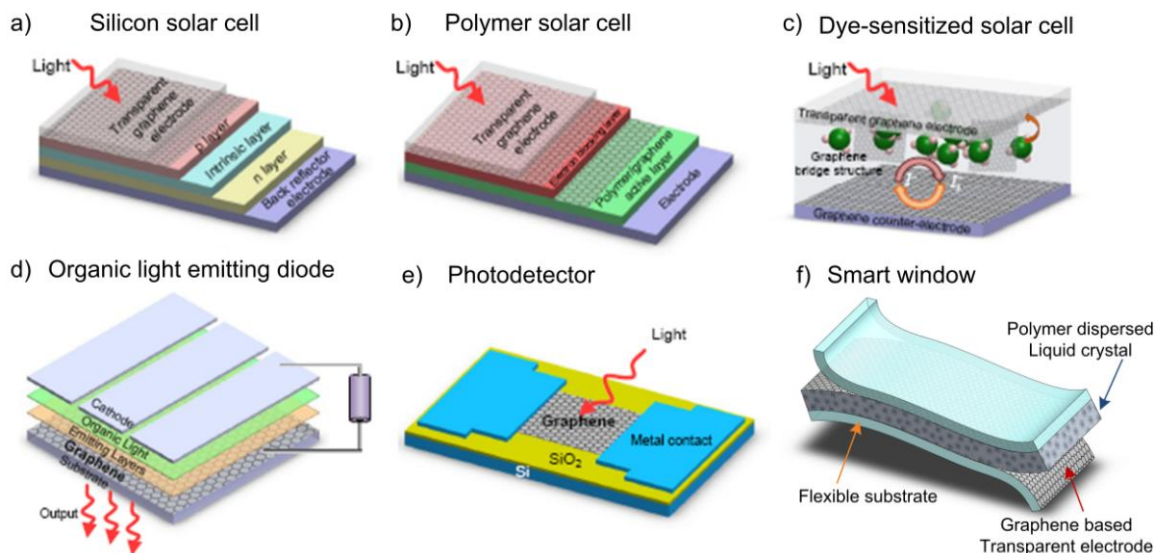 a) Silicon solar cell
Light
Transparent
graphene
electrode
p layer
Intrinsic layer
n layer
Back reflector
electrode
b) Polymer solar cell
Light
Transparent
graphene
electrode
Electron blocking layer
Polymer/graphene
active layer
Electrode
c) Dye-sensitized solar cell
Light
Transparent graphene electrode
Graphene
bridge structure
Graphene counter-electrode
d) Organic light emitting diode
Cathode
Organic Light
Emitting Layers
Graphene
Substrate
Output
e) Photodetector
Light
Graphene
Metal contact
SiO2
Si
f) Smart window
Polymer dispersed
Liquid crystal
Flexible substrate
Graphene based
Transparent electrode